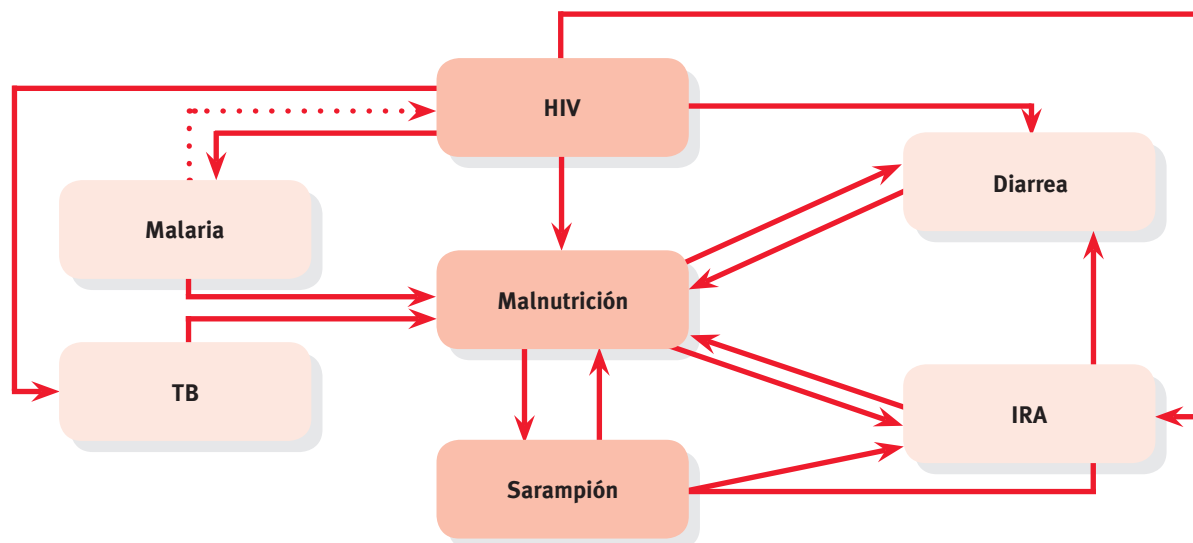 HIV
Diarrea
Malaria
Malnutrición
TB
IRA
Sarampión